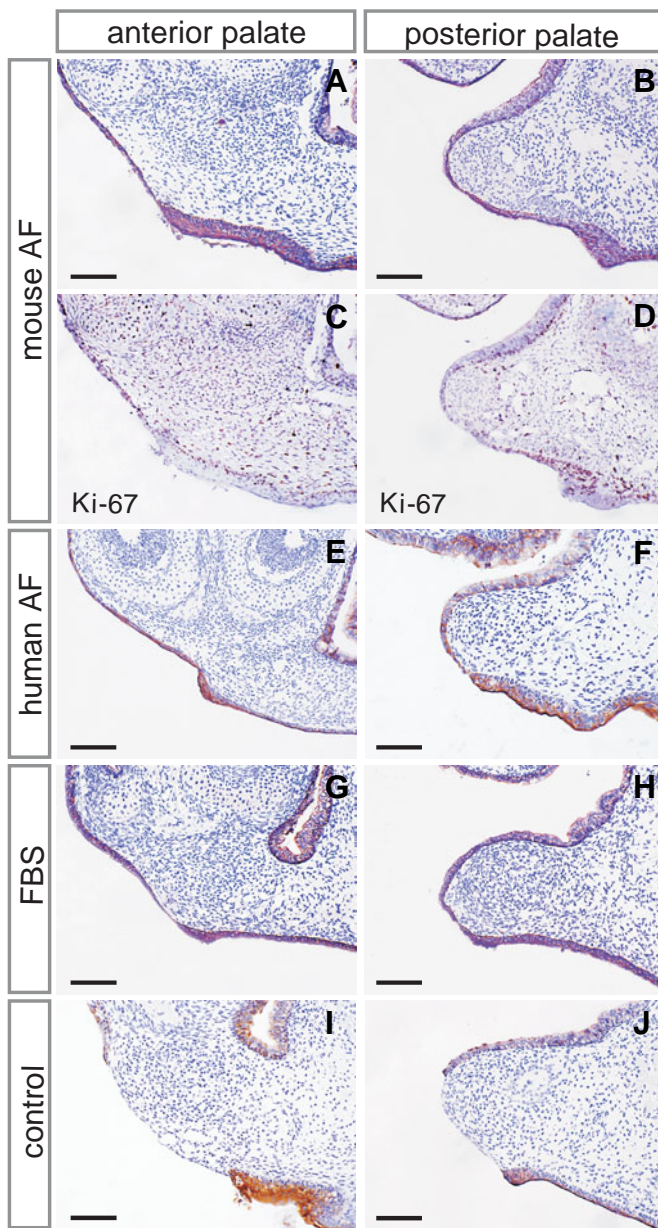 anterior palate
posterior palate
mouse AF
A
B
C
D
Ki-67
Ki-67
human AF
E
F
FBS
G
H
control
I
J